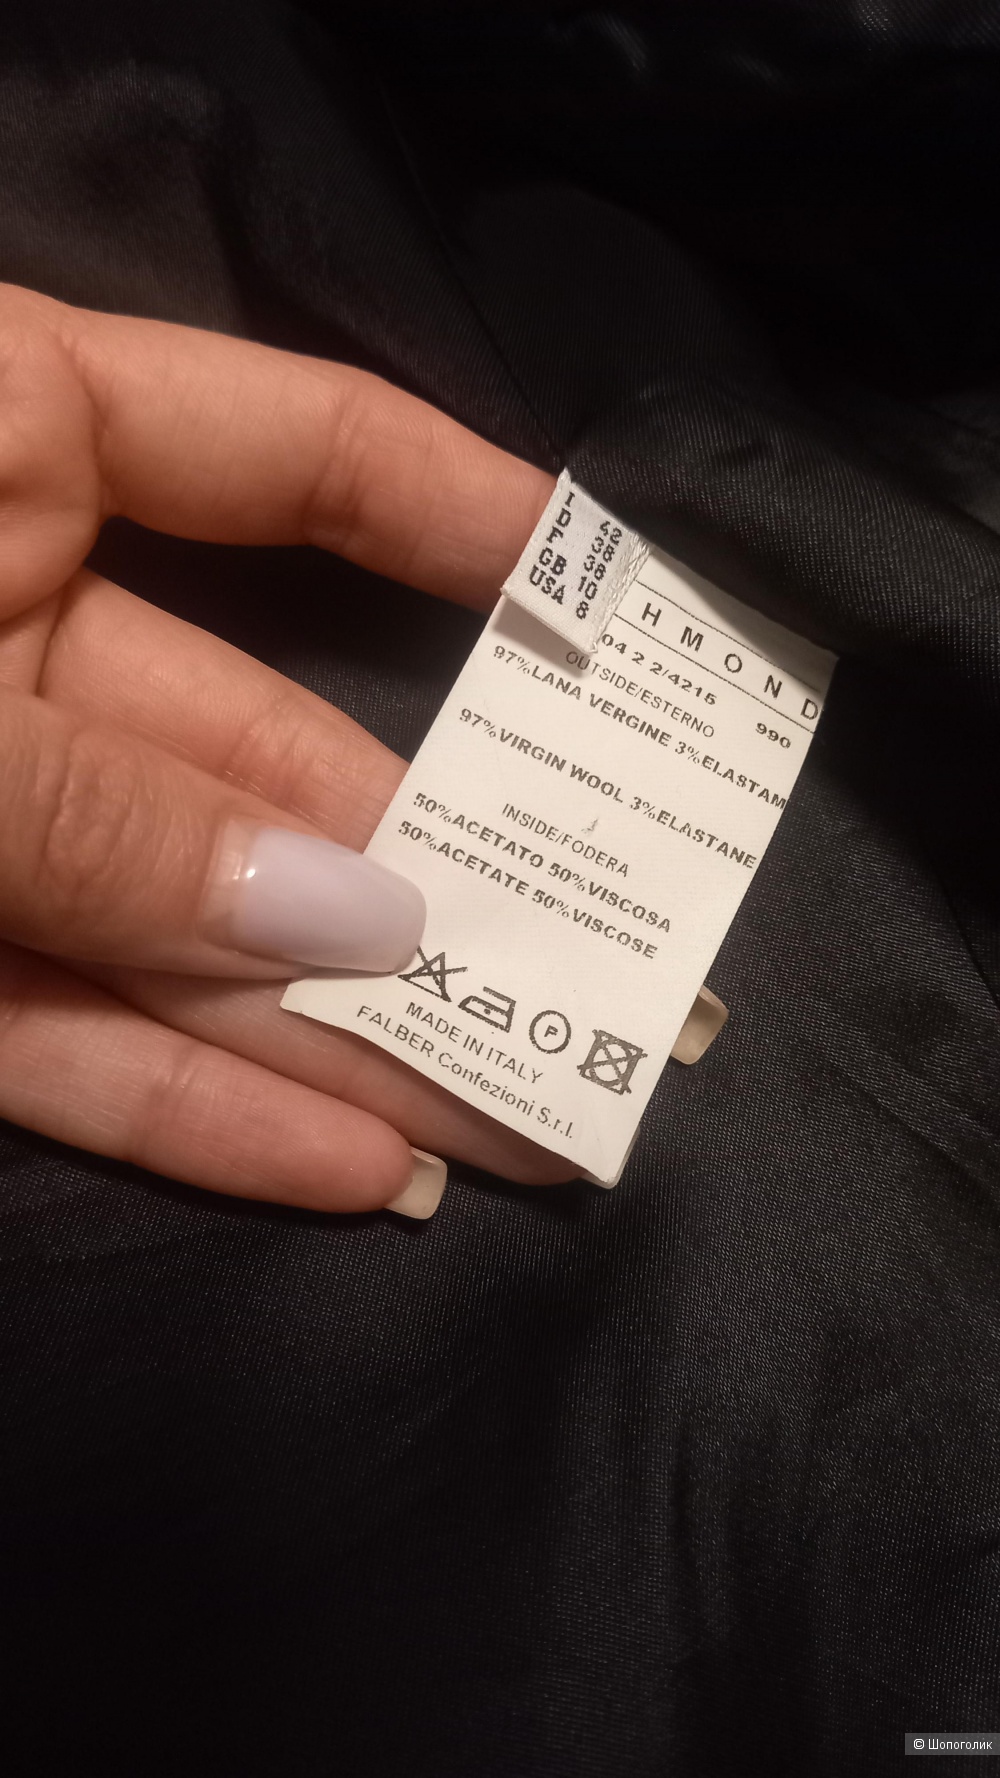 I 42
D 38
F 38
GB 10
USA 8
HMOND
04 2 2/4215 990
OUTSIDE/ESTERNO
97%LANA VERGINE 3%ELASTAM
97%VIRGIN WOOL 3%ELASTANE
INSIDE/FODERA
50%ACETATO 50%VISCOSA
50%ACETATE 50%VISCOSE
P
MADE IN ITALY
FALBER Confezioni S.r.l.
© Шопоголик